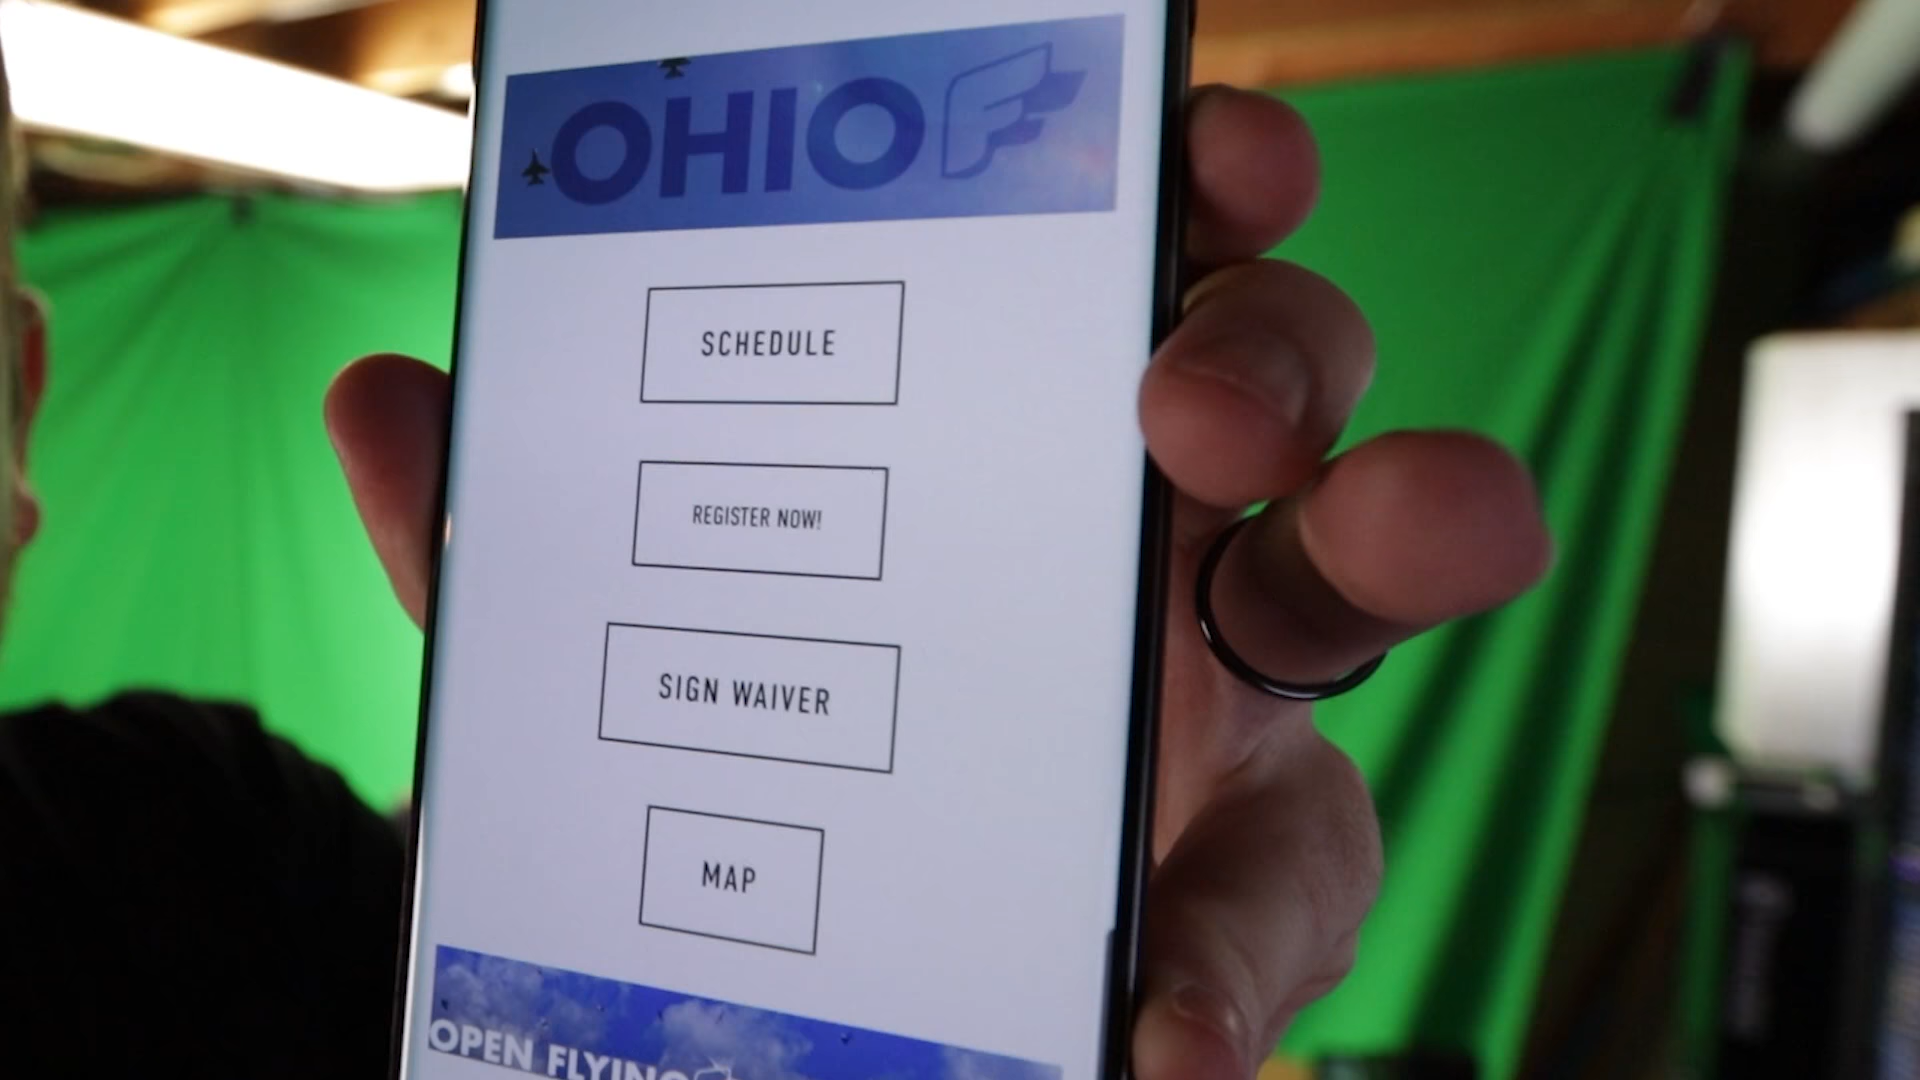 OHIO F
SCHEDULE
REGISTER NOW!
SIGN WAIVER
MAP
OPEN FLYING